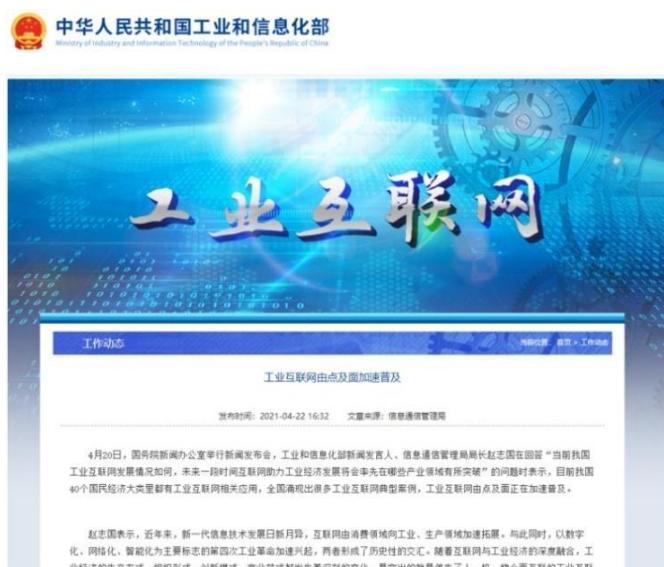 中华人民共和国工业和信息化部
Ministry of Industry and Information Technology of the People's Republic of China
工业互联网
工作动态
当前位置: 首页 > 工作动态
工业互联网由点及面加速普及
发布时间: 2021-04-22 16:32 文章来源: 信息通信管理局
4月20日，国务院新闻办公室举行新闻发布会，工业和信息化部新闻发言人、信息通信管理局局长赵志国在回答“当前我国
工业互联网发展情况如何，未来一段时间互联网助力工业经济发展将会率先在哪些产业领域有所突破”的问题时表示，目前我国
40个国民经济大类里都有工业互联网相关应用，全国涌现出很多工业互联网典型案例，工业互联网由点及面正在加速普及。
赵志国表示，近年来，新一代信息技术发展日新月异，互联网由消费领域向工业、生产领域加速拓展。与此同时，以数字
化、网络化、智能化为主要标志的第四次工业革命加速兴起，两者形成了历史性的交汇。随着互联网与工业经济的深度融合，工